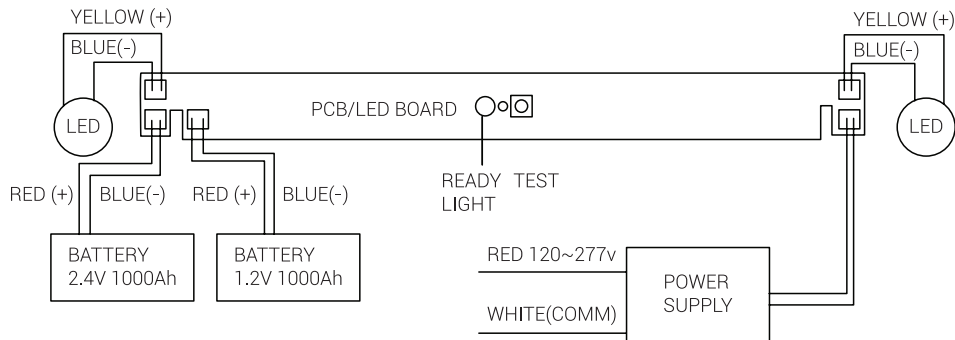 YELLOW (+)
BLUE(-)
YELLOW (+)
BLUE(-)
PCB/LED BOARD
LED
LED
RED (+)
BLUE(-)
RED (+)
BLUE(-)
READY TEST
LIGHT
BATTERY
2.4V 1000Ah
BATTERY
1.2V 1000Ah
RED 120~277v
WHITE(COMM)
POWER
SUPPLY